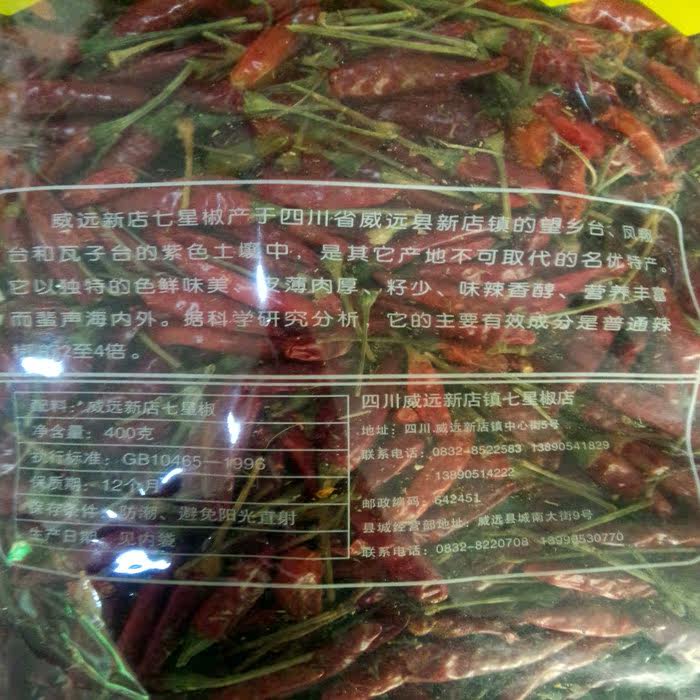 威远新店七星椒产于四川省威远县新店镇的望乡台、凤翔
台和瓦子台的紫色土壤中，是其它产地不可取代的名优特产。
它以独特的色鲜味美、皮薄肉厚、籽少、味辣香醇、营养丰富
而蜚声海内外。据科学研究分析，它的主要有效成分是普通辣
2至4倍。
配料：威远新店七星椒
净含量：400克
执行标准：GB10465—1996
保质期：12个月
保存条件：防潮、避免阳光直射
生产日期：见内袋
四川威远新店镇七星椒店
地址：四川.威远新店镇中心街5号
联系电话：0832-8522583 13890541829
13890514222
邮政编码：642451
县城经营部地址：威远县城南大街9号
联系电话：0832-8220708 13990530770